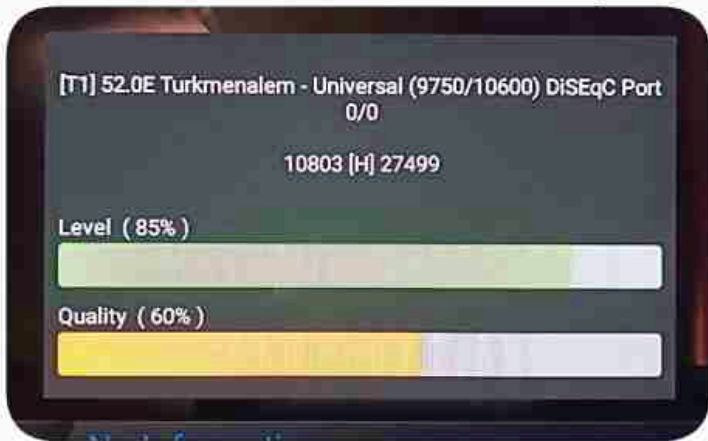 [T1] 52.0E Turkmenalem - Universal (9750/10600) DiSEqC Port
0/0
10803 [H] 27499
Level ( 85% )
Quality ( 60% )